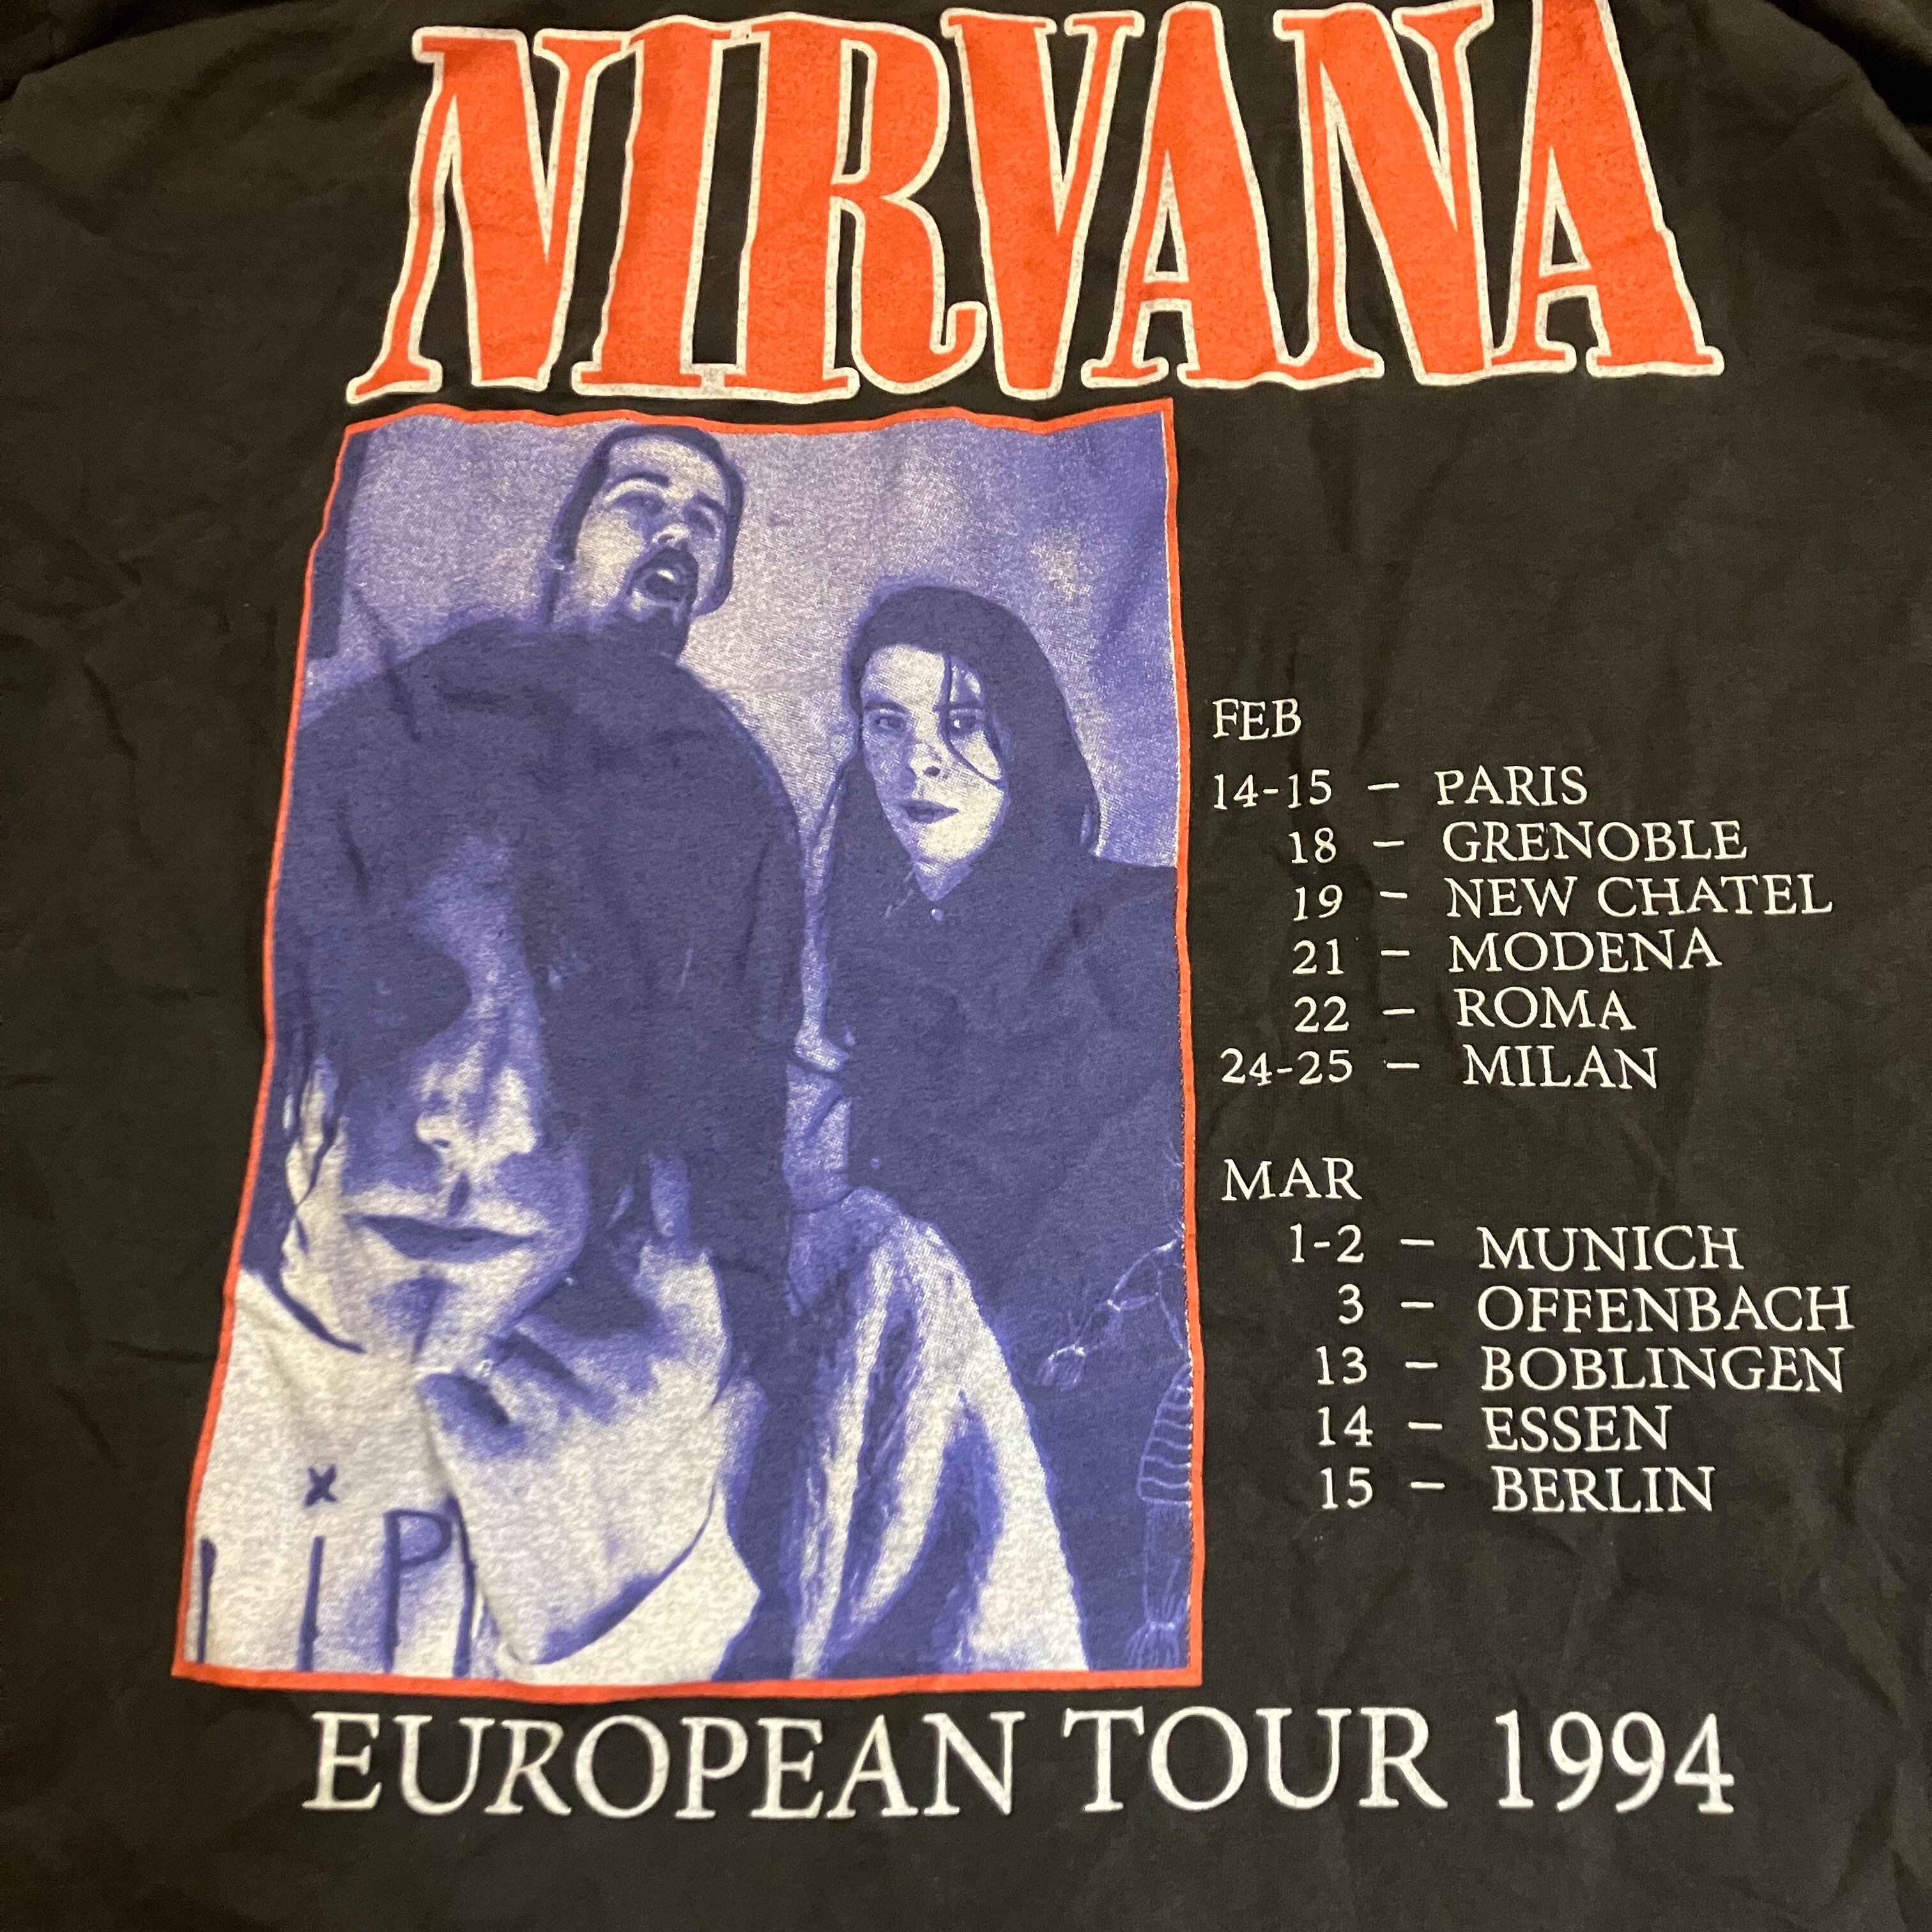 NIRVANA
FEB
14-15 – PARIS
18 – GRENOBLE
19 – NEW CHATEL
21 – MODENA
22 – ROMA
24-25 – MILAN
MAR
1-2 – MUNICH
3 – OFFENBACH
13 – BOBLINGEN
14 – ESSEN
15 – BERLIN
iP
EUROPEAN TOUR 1994